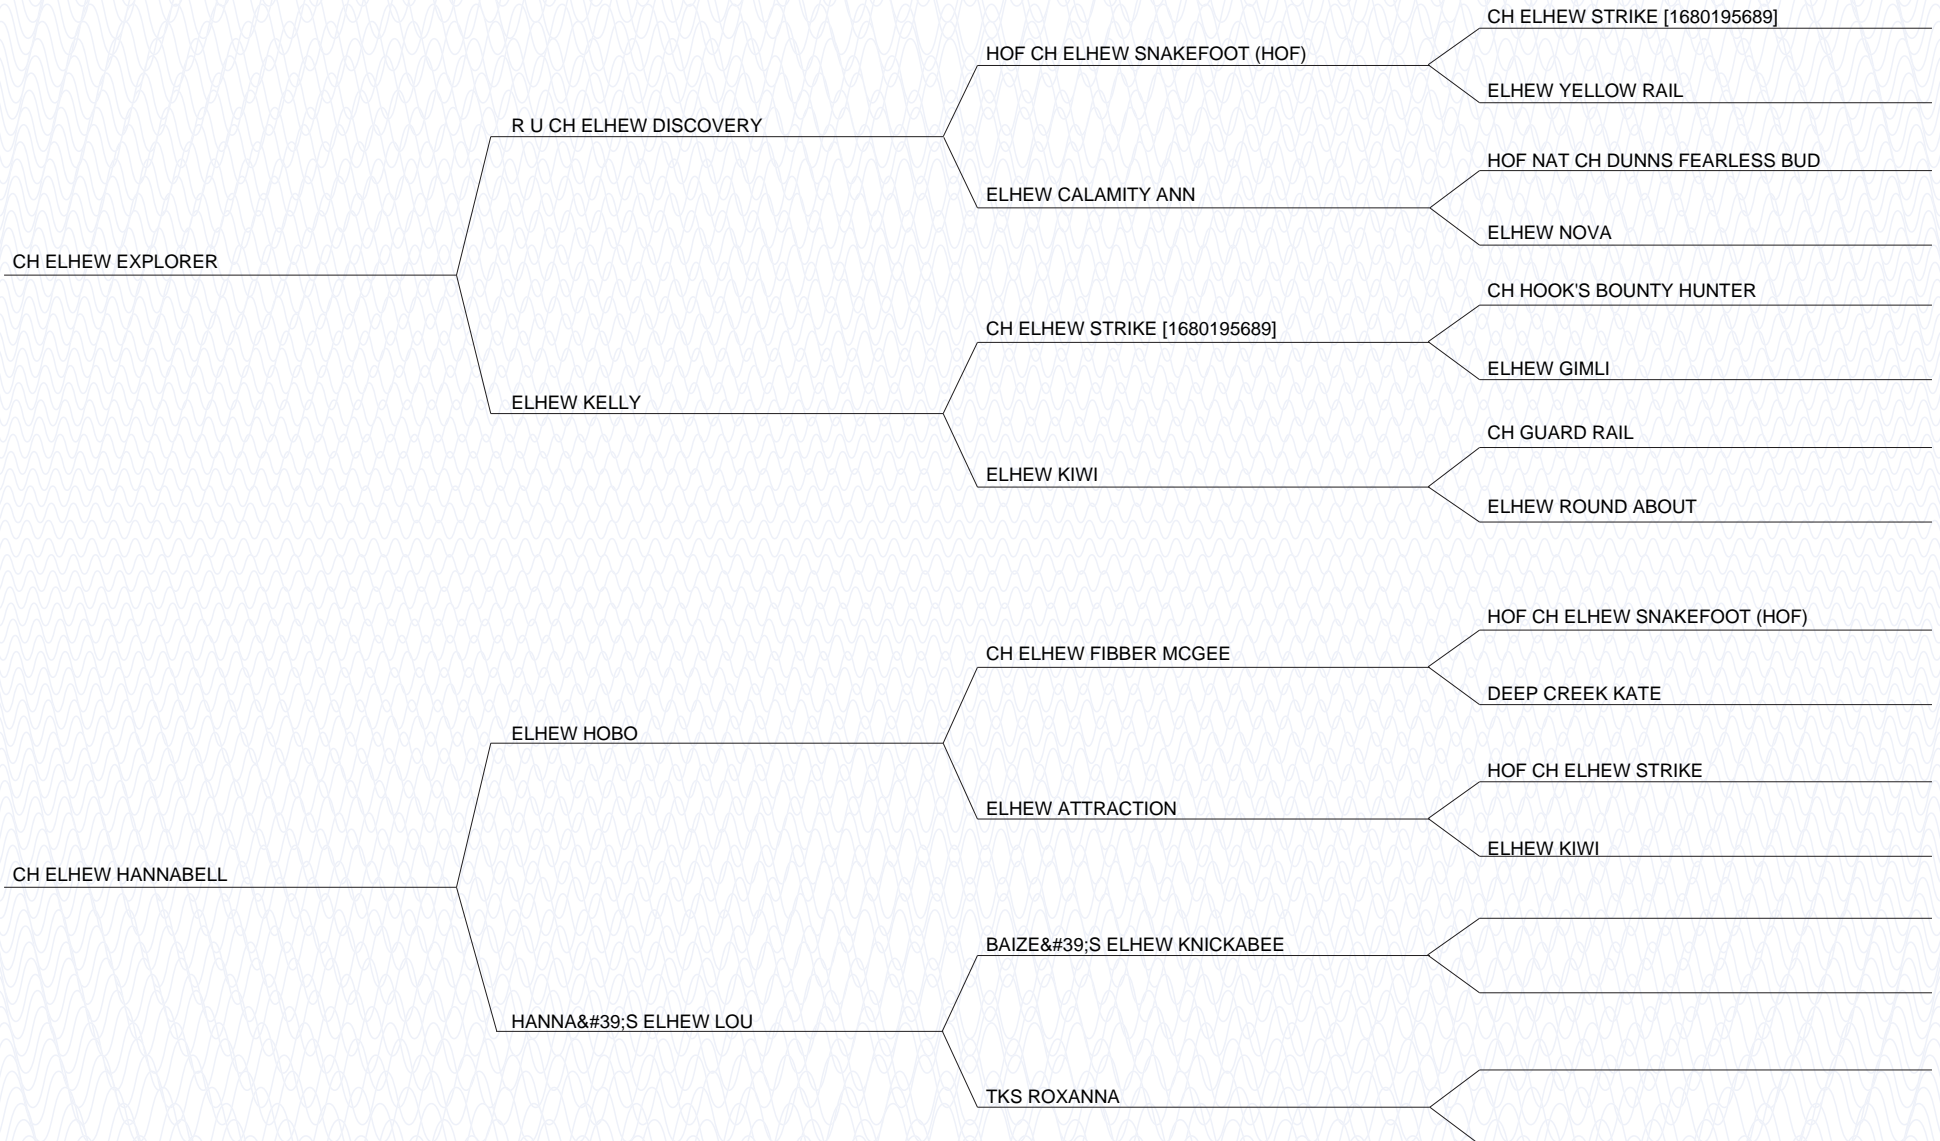 CH ELHEW STRIKE [1680195689]
HOF CH ELHEW SNAKEFOOT (HOF)
ELHEW YELLOW RAIL
R U CH ELHEW DISCOVERY
HOF NAT CH DUNNS FEARLESS BUD
ELHEW CALAMITY ANN
ELHEW NOVA
CH ELHEW EXPLORER
CH HOOK'S BOUNTY HUNTER
CH ELHEW STRIKE [1680195689]
ELHEW GIMLI
ELHEW KELLY
CH GUARD RAIL
ELHEW KIWI
ELHEW ROUND ABOUT
HOF CH ELHEW SNAKEFOOT (HOF)
CH ELHEW FIBBER MCGEE
DEEP CREEK KATE
ELHEW HOBO
HOF CH ELHEW STRIKE
ELHEW ATTRACTION
ELHEW KIWI
CH ELHEW HANNABELL
BAIZE&#39;S ELHEW KNICKABEE
HANNA&#39;S ELHEW LOU
TKS ROXANNA